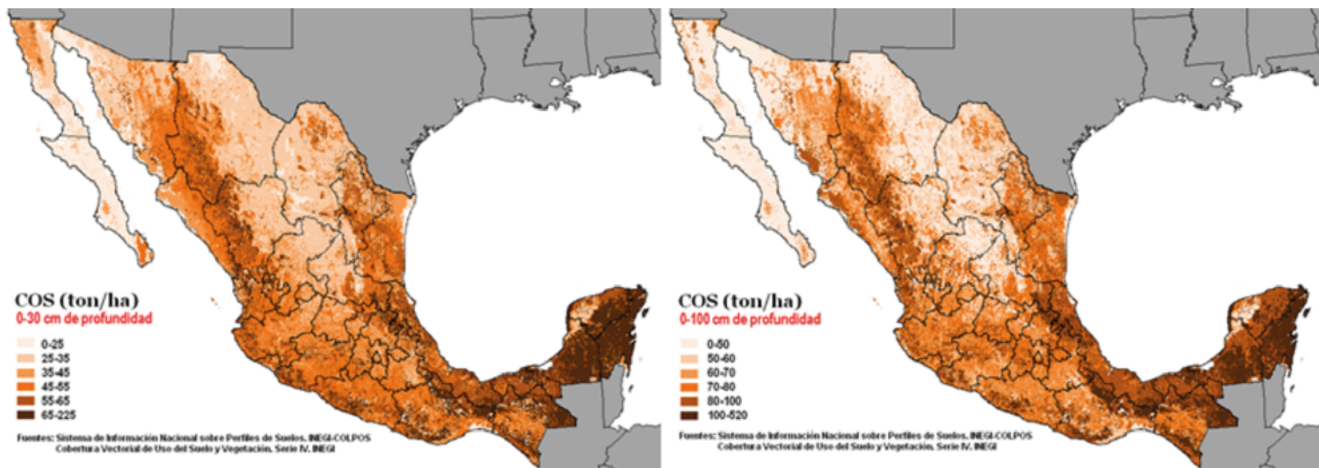 COS (ton/ha)
0-30 cm de profundidad
0-25
25-35
35-45
45-55
55-65
65-225
Fuentes: Sistema de Información Nacional sobre Perfiles de Suelos, INEGI-COLPOS
Cobertura Vectorial de Uso del Suelo y Vegetación, Serie IV, INEGI
COS (ton/ha)
0-100 cm de profundidad
0-50
50-60
60-70
70-80
80-100
100-520
Fuentes: Sistema de Información Nacional sobre Perfiles de Suelos, INEGI-COLPOS
Cobertura Vectorial de Uso del Suelo y Vegetación, Serie IV, INEGI